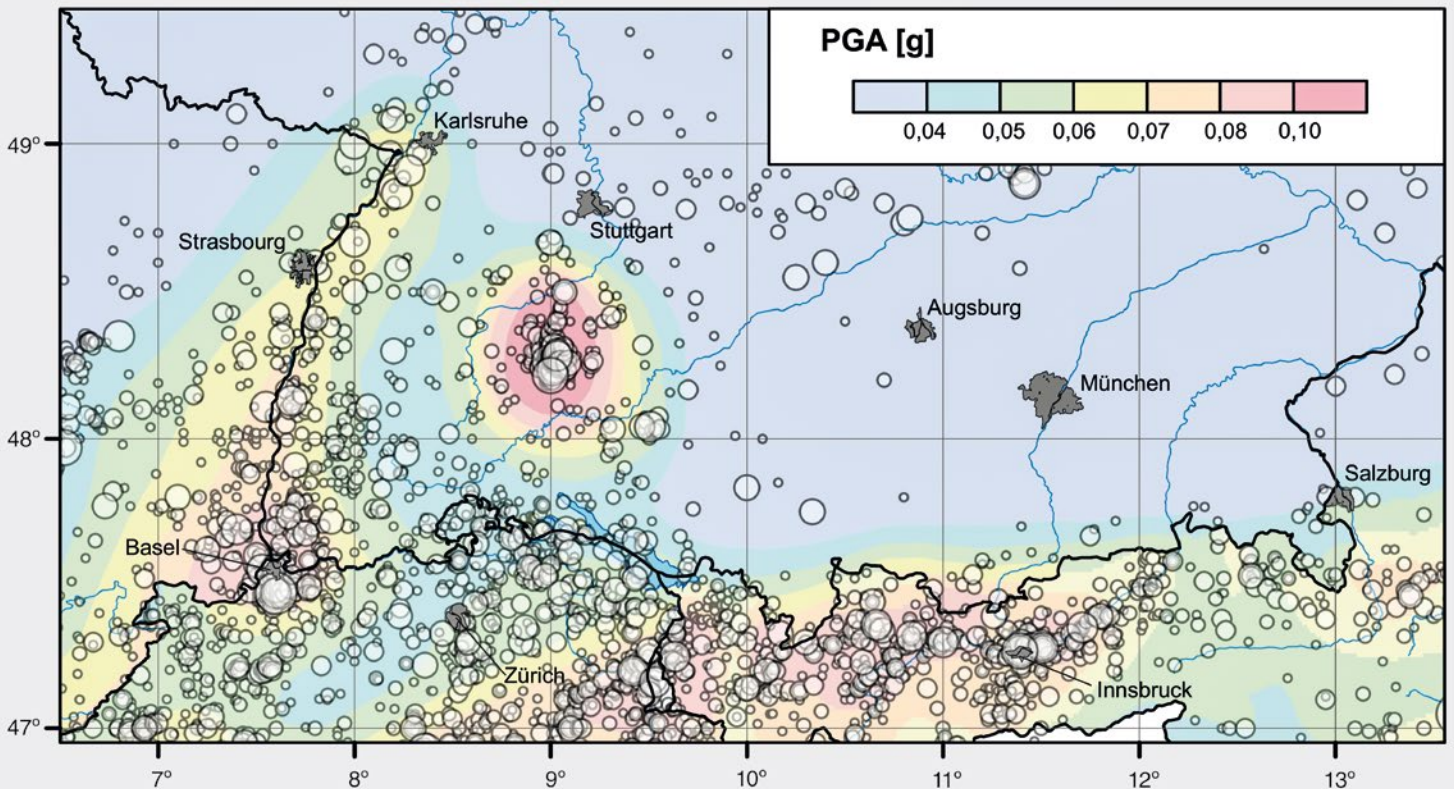 PGA [g]
0,04 0,05 0,06 0,07 0,08 0,10
Karlsruhe
49°
Strasbourg
Stuttgart
Augsburg
München
48°
Salzburg
Basel
Zürich
Innsbruck
47°
7° 8° 9° 10° 11° 12° 13°